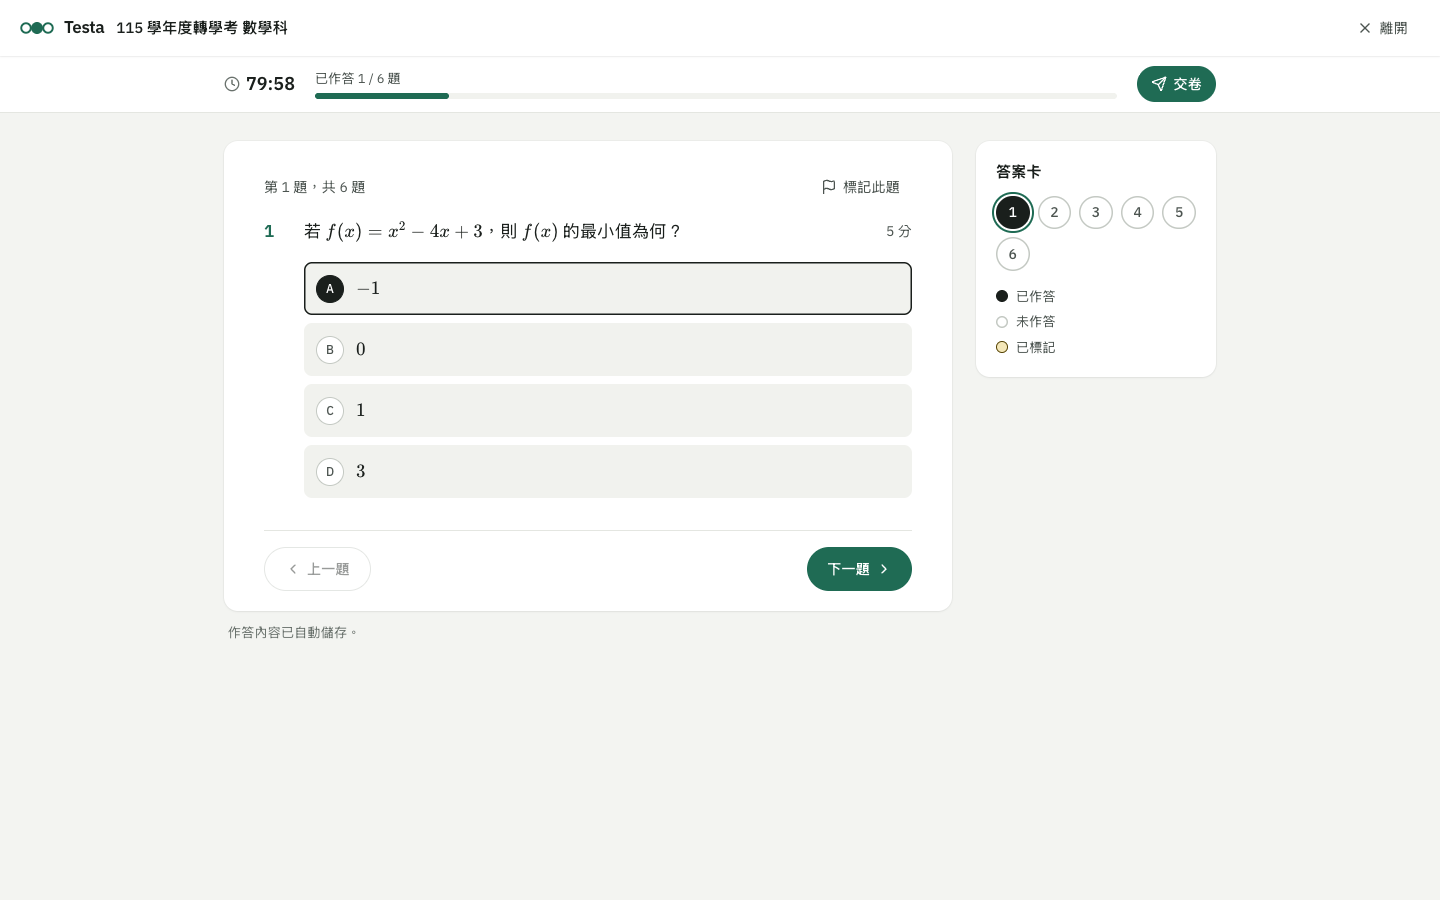 Testa 115 學年度轉學考 數學科
離開
79:58
已作答 1 / 6 題
交卷
第 1 題，共 6 題
標記此題
1 若 f(x) = x² − 4x + 3，則 f(x) 的最小值為何？ 5 分
A −1
B 0
C 1
D 3
上一題
下一題
作答內容已自動儲存。
答案卡
1 2 3 4 5
6
已作答
未作答
已標記